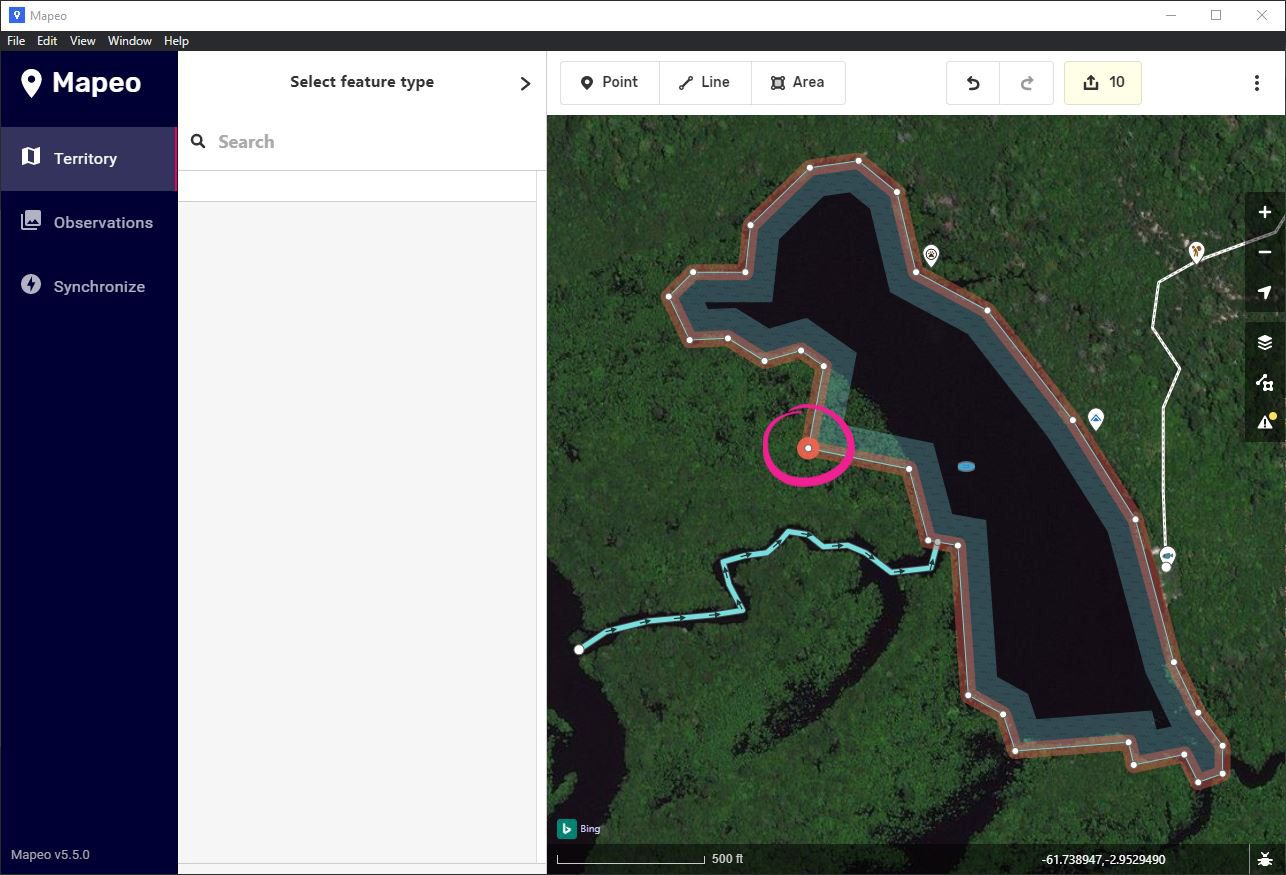 Mapeo
File Edit View Window Help
Mapeo
Territory
Observations
Synchronize
Mapeo v5.5.0
Select feature type
Search
Point Line Area 10
Bing
500 ft
-61.738947,-2.9529490